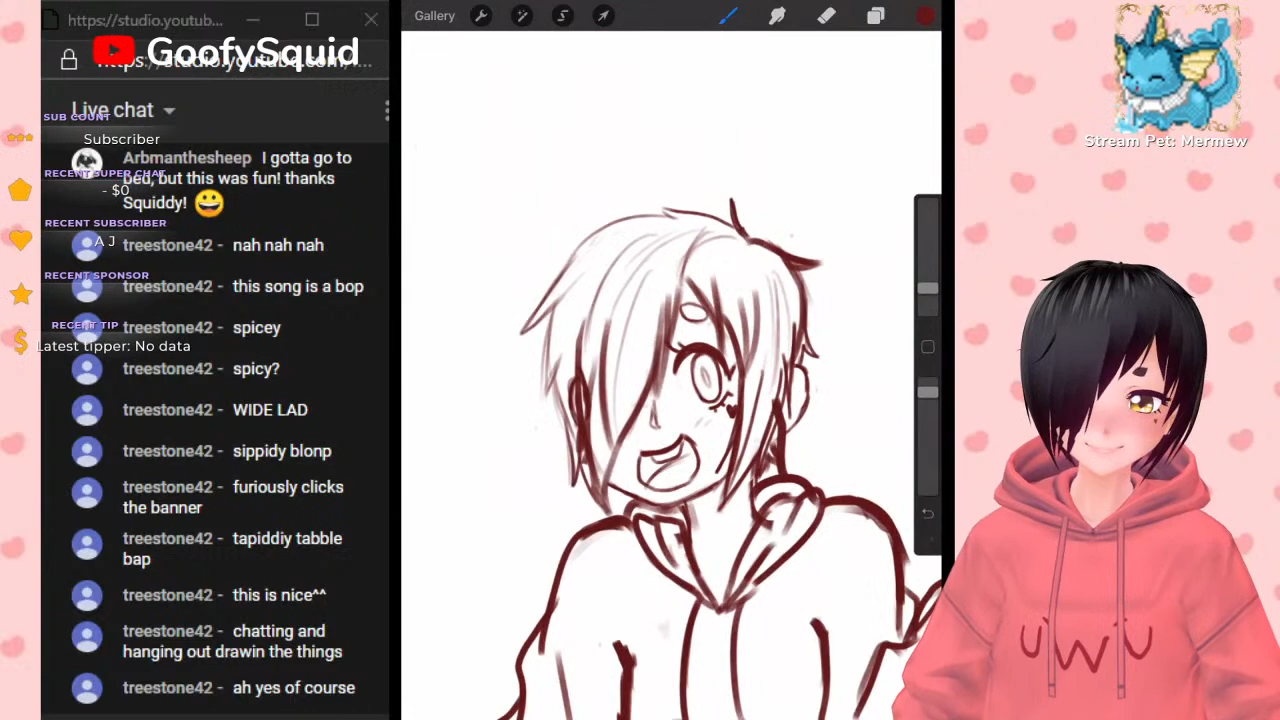 https://studio.youtub...
GoofySquid
https://studio.youtube.com/...
Live chat
SUB COUNT
Subscriber
Arbmanthesheep I gotta go to
bed, but this was fun! thanks
Squiddy! 😀
RECENT SUPER CHAT
- $0
RECENT SUBSCRIBER
A J
treestone42 - nah nah nah
RECENT SPONSOR
treestone42 - this song is a bop
RECENT TIP
treestone42 - spicey
Latest tipper: No data
treestone42 - spicy?
treestone42 - WIDE LAD
treestone42 - sippidy blonp
treestone42 - furiously clicks
the banner
treestone42 - tapiddiy tabble
bap
treestone42 - this is nice^^
treestone42 - chatting and
hanging out drawin the things
treestone42 - ah yes of course
Gallery
Stream Pet: Mermew
UWU